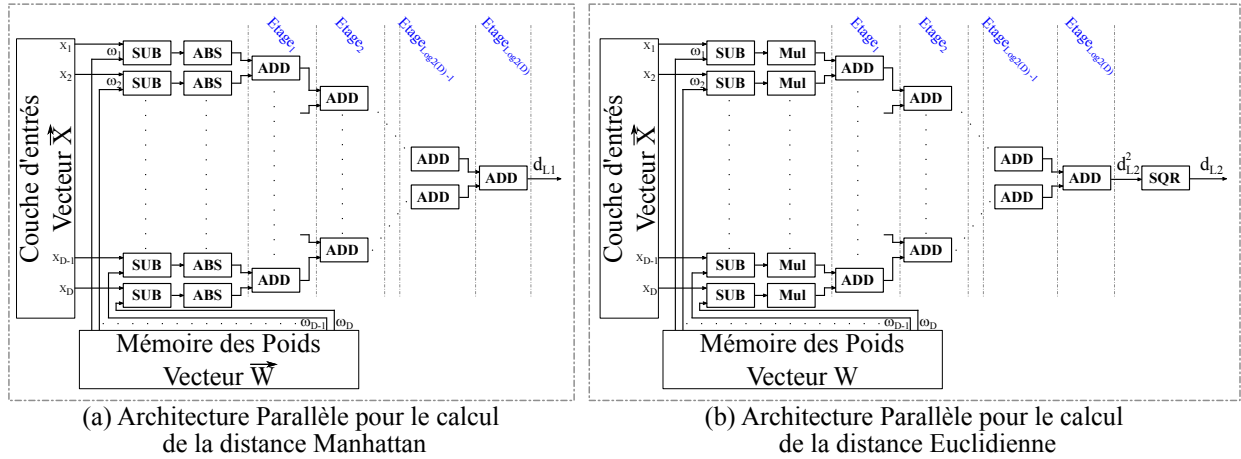 Etage1 Etage2 EtageLog2(D)-1 EtageLog2(D)
Couche d'entrés
Vecteur X
x1 ω1 SUB ABS ADD
x2 ω2 SUB ABS ADD
ADD
ADD dL1
ADD
ADD
xD-1 SUB ABS ADD
xD SUB ABS
ωD-1 ωD
Mémoire des Poids
Vecteur W
(a) Architecture Parallèle pour le calcul
de la distance Manhattan
Etage1 Etage2 EtageLog2(D)-1 EtageLog2(D)
Couche d'entrés
Vecteur X
x1 ω1 SUB Mul ADD
x2 ω2 SUB Mul ADD
ADD
ADD d²L2 SQR dL2
ADD
ADD
xD-1 SUB Mul ADD
xD SUB Mul
ωD-1 ωD
Mémoire des Poids
Vecteur W
(b) Architecture Parallèle pour le calcul
de la distance Euclidienne